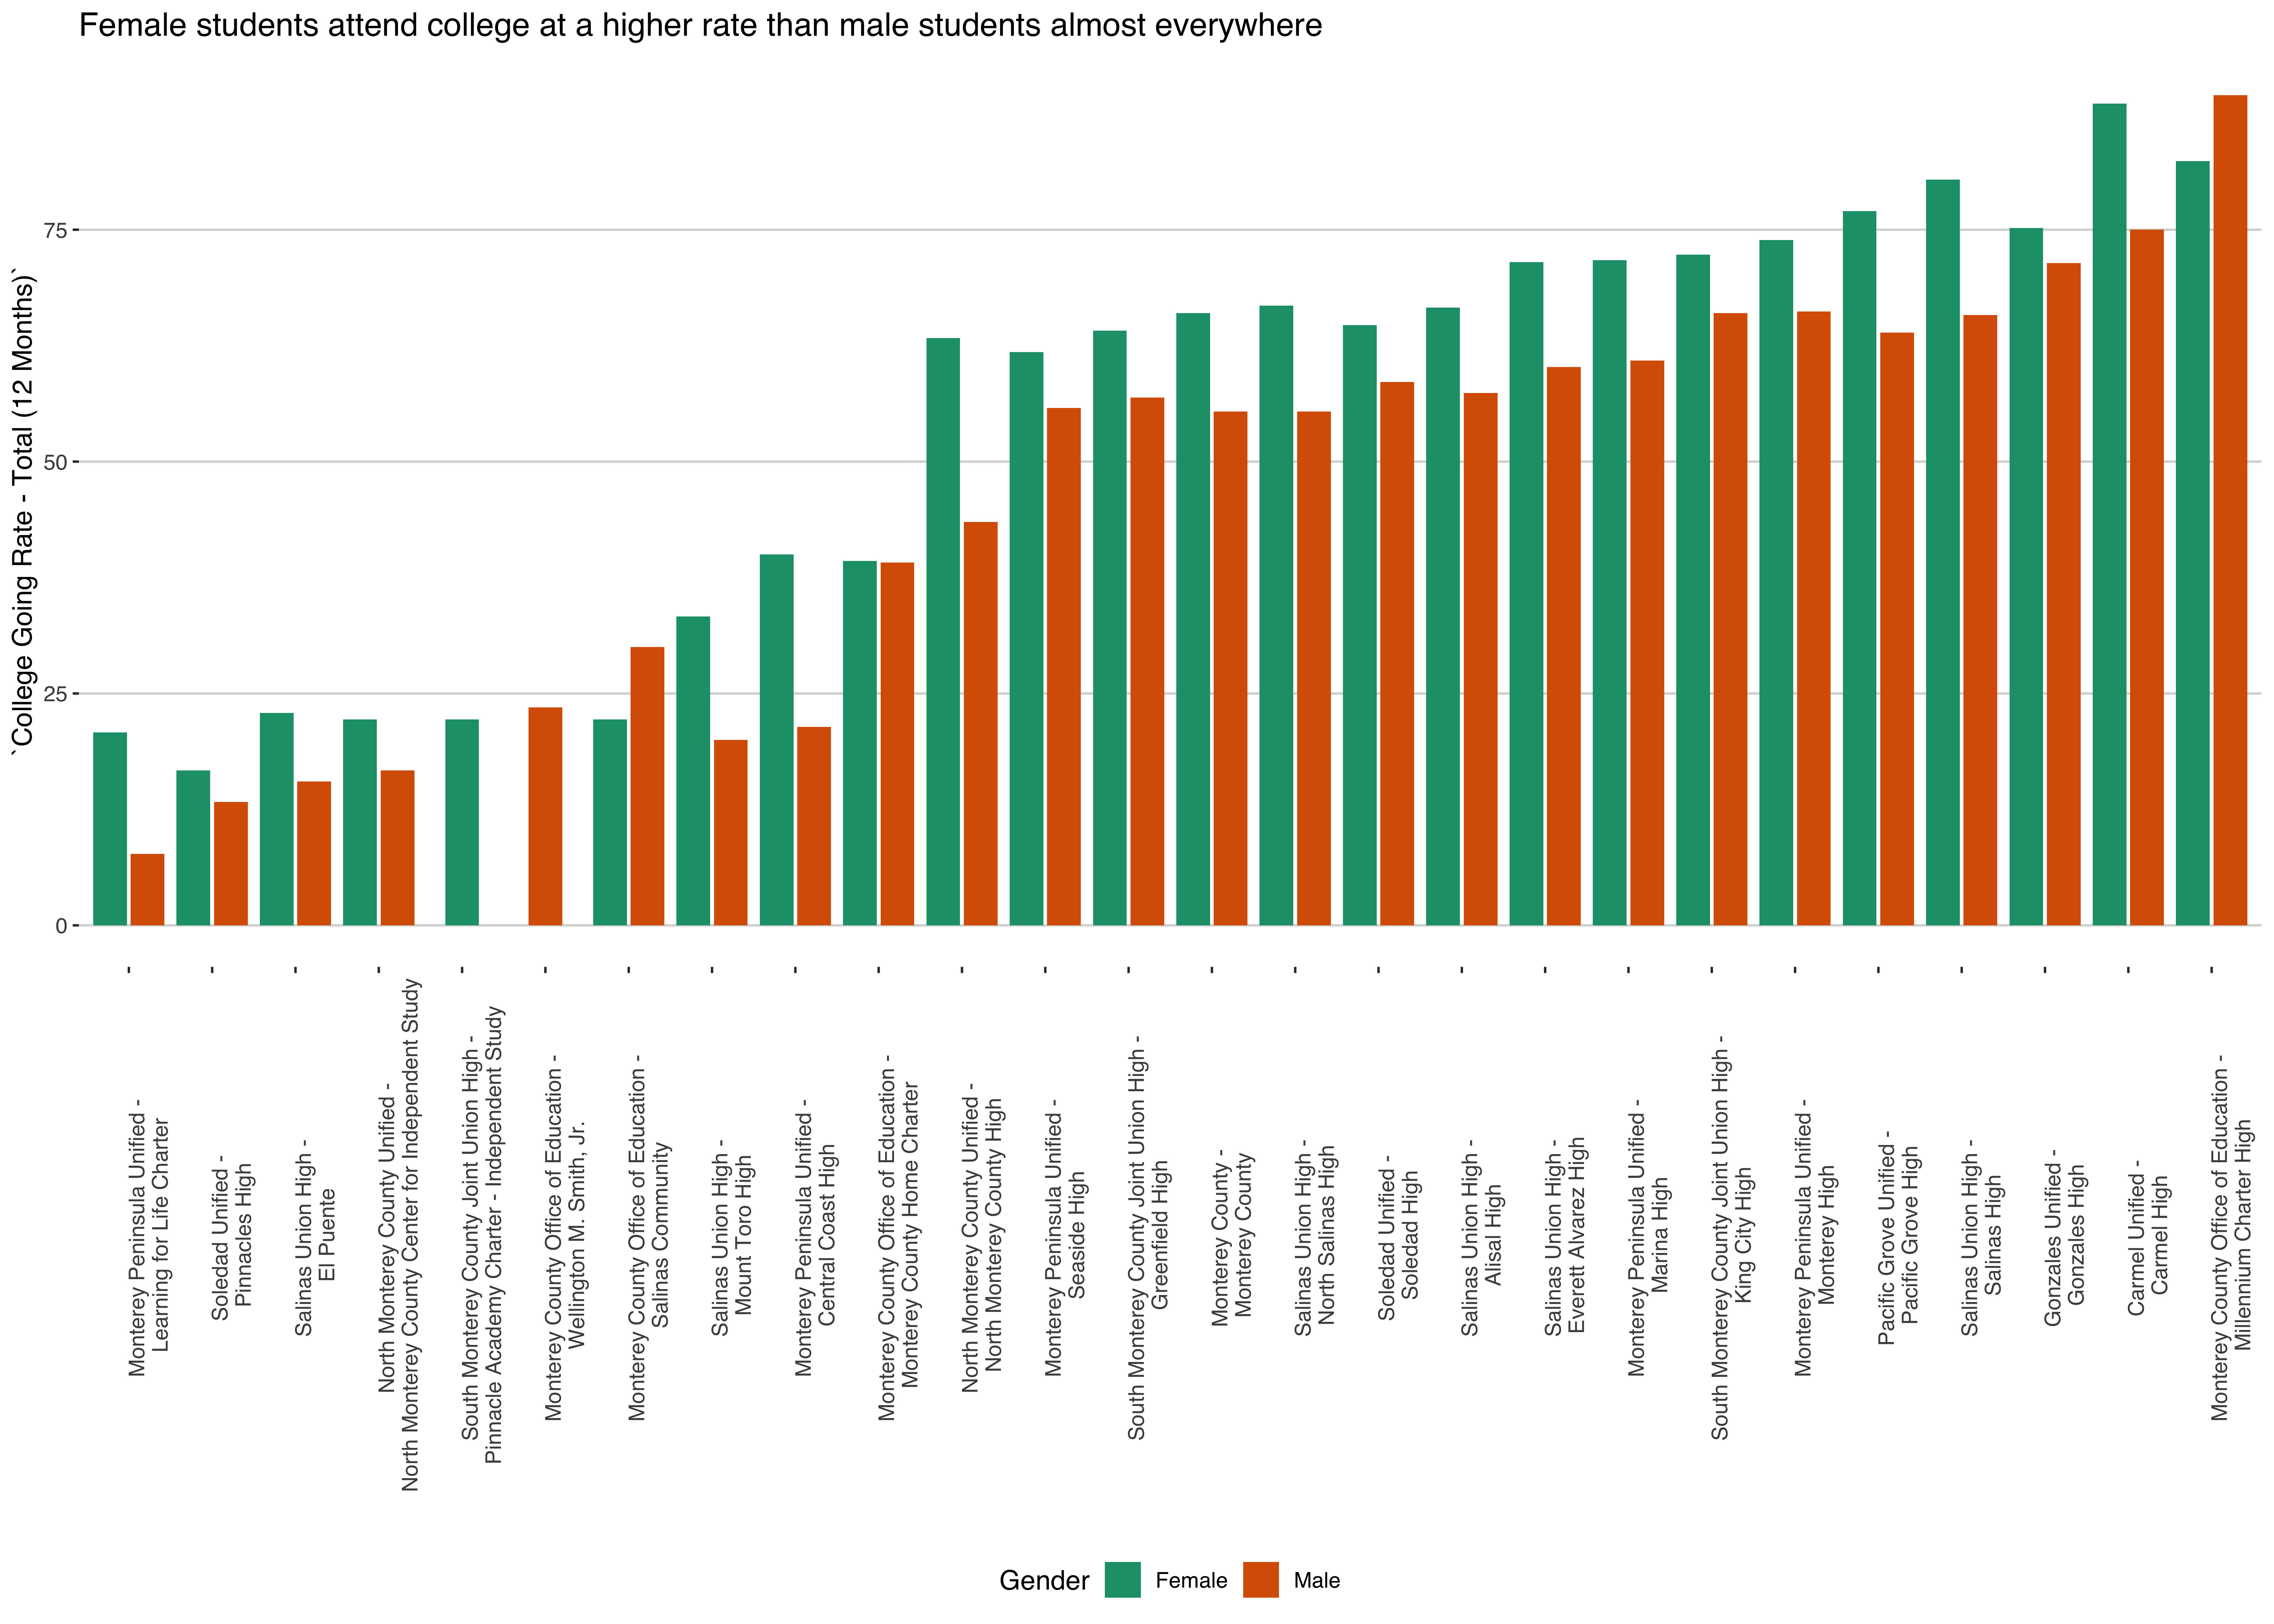 Female students attend college at a higher rate than male students almost everywhere
`College Going Rate - Total (12 Months)`
75
50
25
0
Monterey Peninsula Unified -
Learning for Life Charter
Soledad Unified -
Pinnacles High
Salinas Union High -
El Puente
North Monterey County Unified -
North Monterey County Center for Independent Study
South Monterey County Joint Union High -
Pinnacle Academy Charter - Independent Study
Monterey County Office of Education -
Wellington M. Smith, Jr.
Monterey County Office of Education -
Salinas Community
Salinas Union High -
Mount Toro High
Monterey Peninsula Unified -
Central Coast High
Monterey County Office of Education -
Monterey County Home Charter
North Monterey County Unified -
North Monterey County High
Monterey Peninsula Unified -
Seaside High
South Monterey County Joint Union High -
Greenfield High
Monterey County -
Monterey County
Salinas Union High -
North Salinas High
Soledad Unified -
Soledad High
Salinas Union High -
Alisal High
Salinas Union High -
Everett Alvarez High
Monterey Peninsula Unified -
Marina High
South Monterey County Joint Union High -
King City High
Monterey Peninsula Unified -
Monterey High
Pacific Grove Unified -
Pacific Grove High
Salinas Union High -
Salinas High
Gonzales Unified -
Gonzales High
Carmel Unified -
Carmel High
Monterey County Office of Education -
Millennium Charter High
Gender
Female
Male